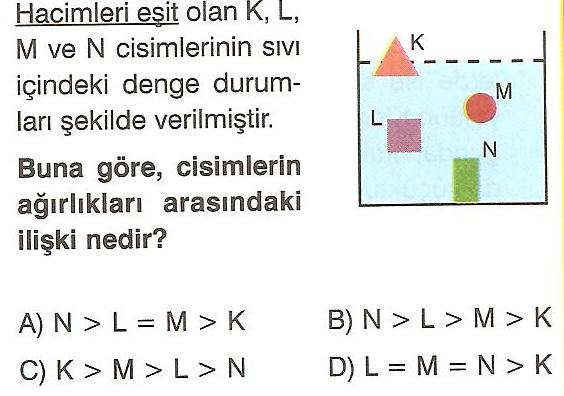 Hacimleri eşit olan K, L,
M ve N cisimlerinin sıvı
içindeki denge durum-
ları şekilde verilmiştir.
Buna göre, cisimlerin
ağırlıkları arasındaki
ilişki nedir?
K
M
L
N
A) N > L = M > K
B) N > L > M > K
C) K > M > L > N
D) L = M = N > K